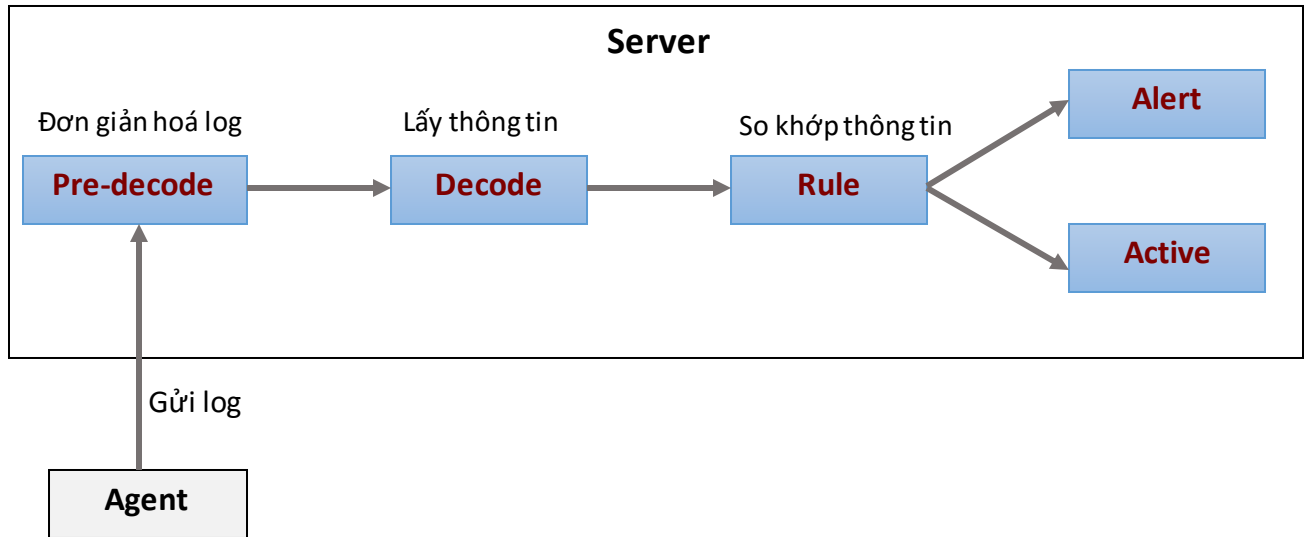 Server
Đơn giản hoá log
Lấy thông tin
So khớp thông tin
Alert
Pre-decode
Decode
Rule
Active
Gửi log
Agent